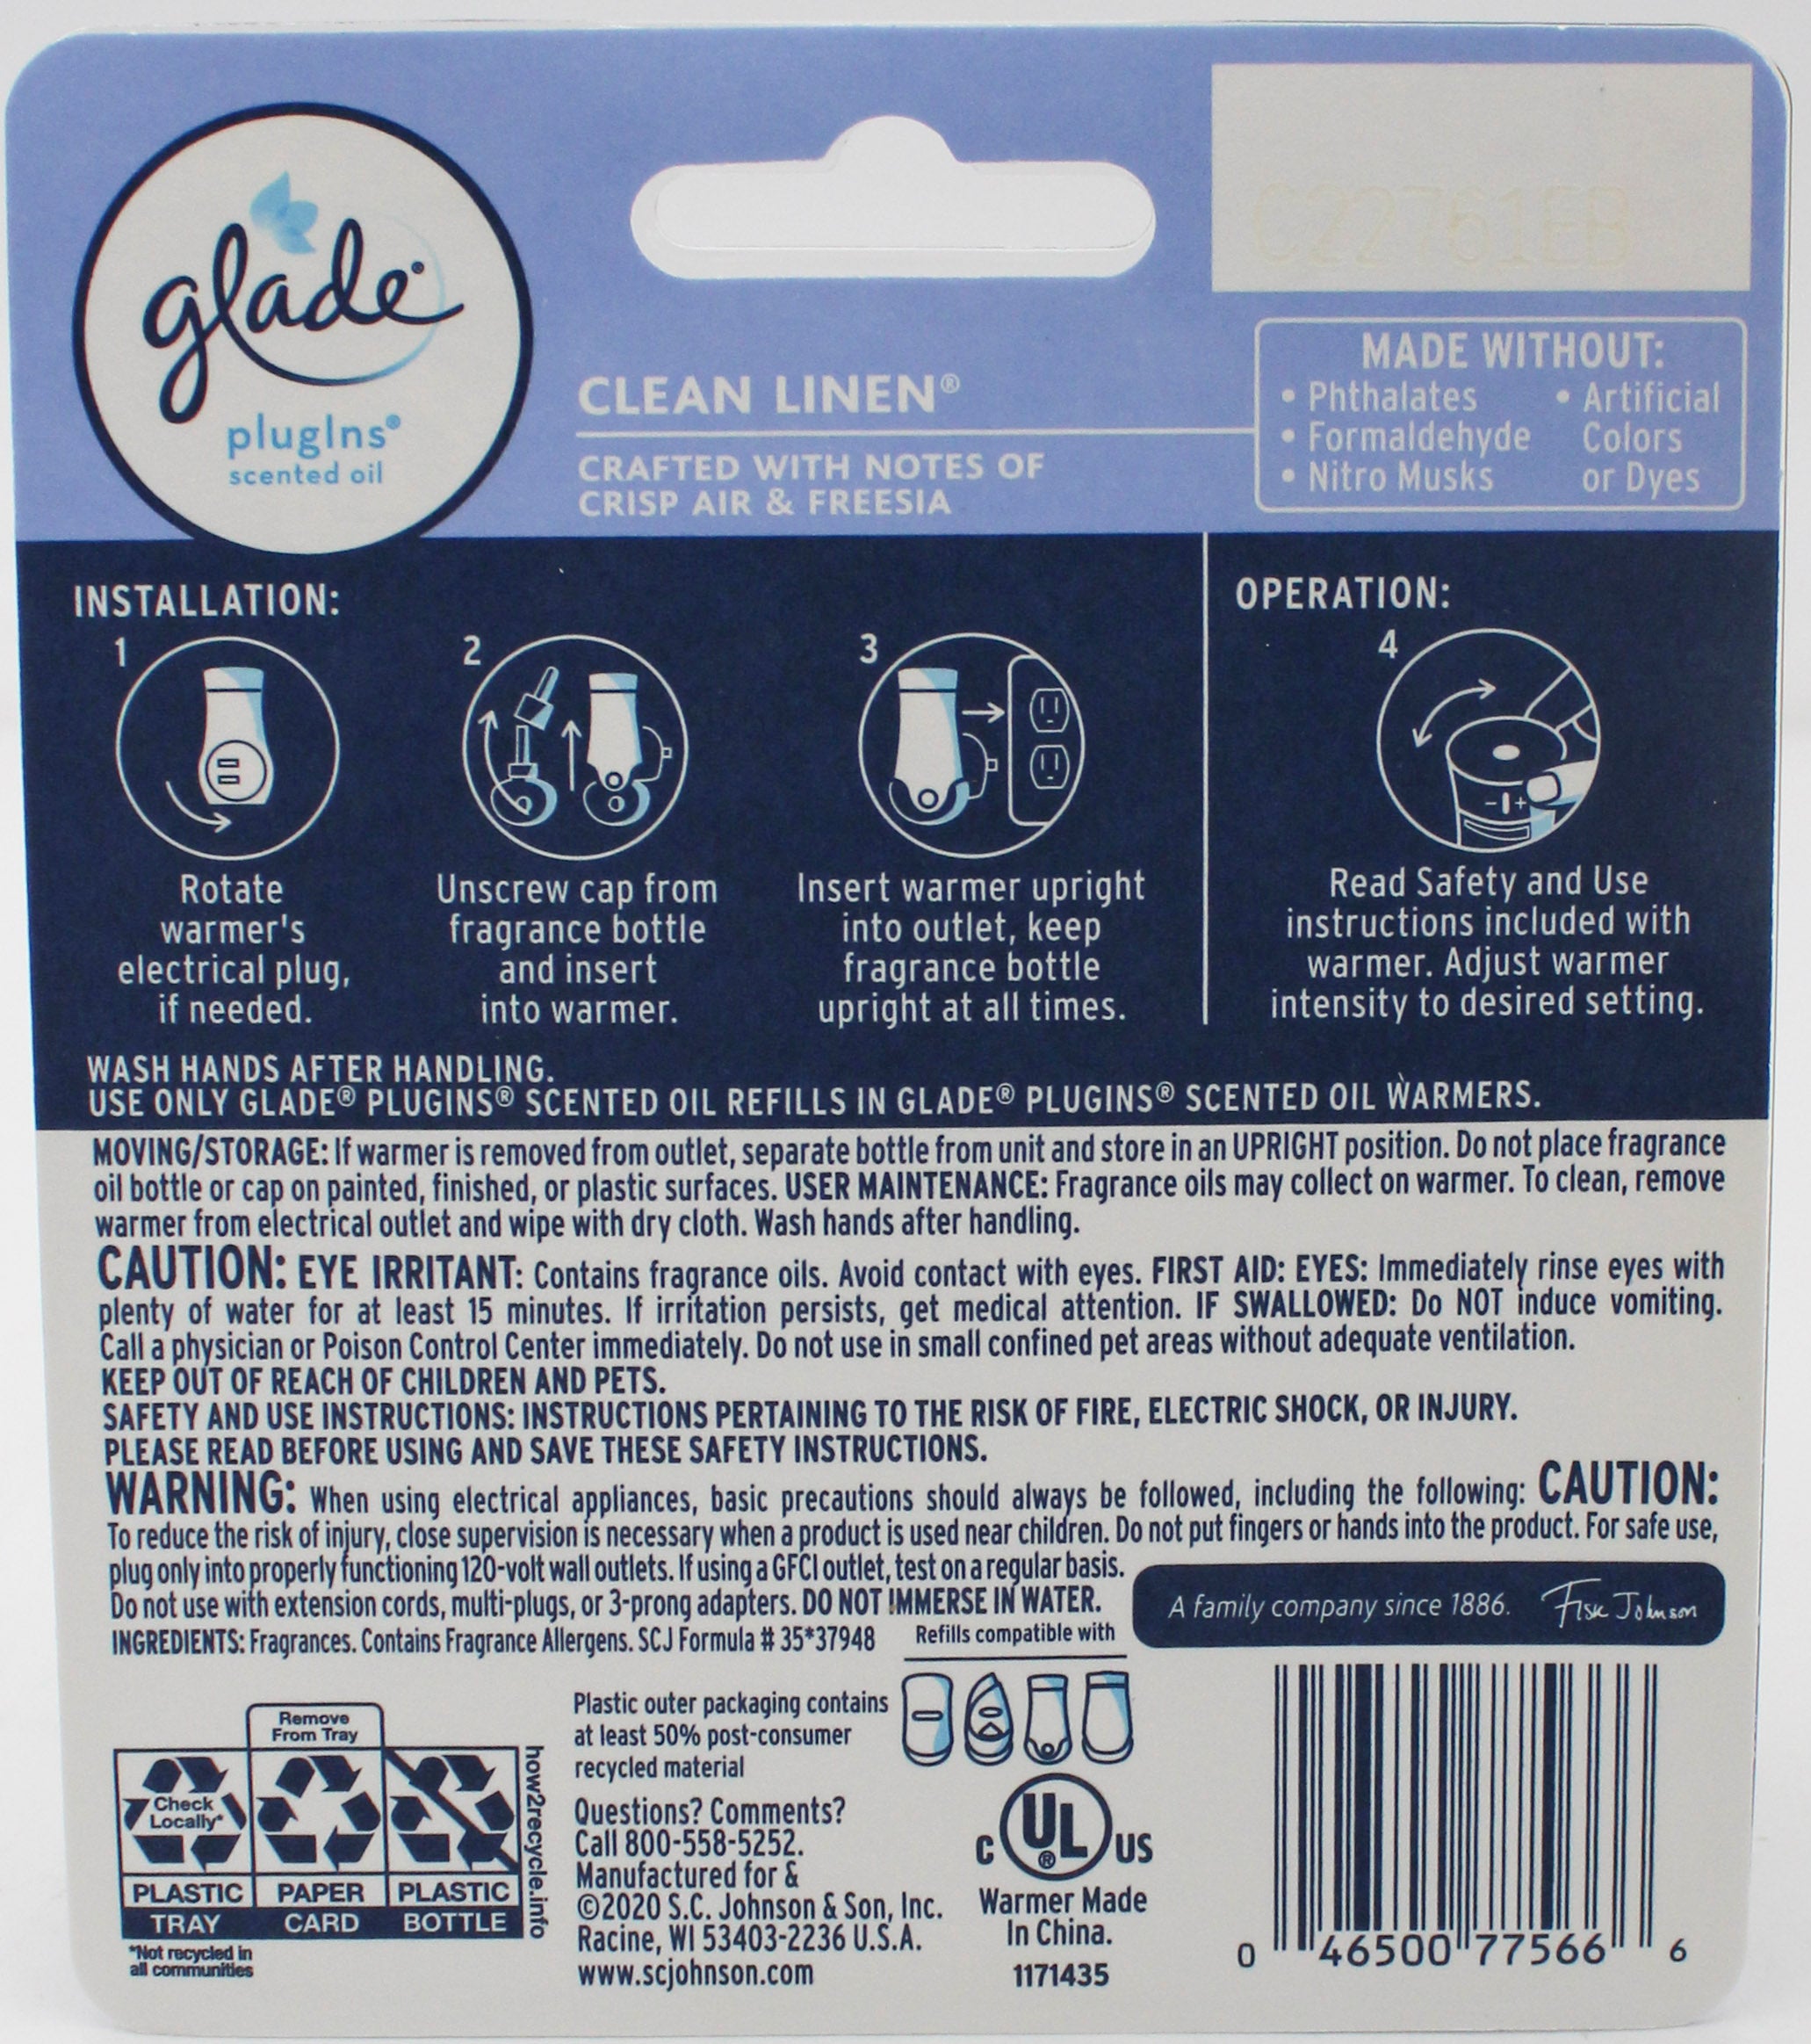 glade®
plugIns®
scented oil
C22761EB
CLEAN LINEN®
CRAFTED WITH NOTES OF
CRISP AIR & FREESIA
MADE WITHOUT:
• Phthalates
• Formaldehyde
• Nitro Musks
• Artificial
Colors
or Dyes
INSTALLATION:
1
Rotate
warmer's
electrical plug,
if needed.
2
Unscrew cap from
fragrance bottle
and insert
into warmer.
3
Insert warmer upright
into outlet, keep
fragrance bottle
upright at all times.
OPERATION:
4
- +
Read Safety and Use
instructions included with
warmer. Adjust warmer
intensity to desired setting.
WASH HANDS AFTER HANDLING.
USE ONLY GLADE® PLUGINS® SCENTED OIL REFILLS IN GLADE® PLUGINS® SCENTED OIL WARMERS.
MOVING/STORAGE: If warmer is removed from outlet, separate bottle from unit and store in an UPRIGHT position. Do not place fragrance
oil bottle or cap on painted, finished, or plastic surfaces. USER MAINTENANCE: Fragrance oils may collect on warmer. To clean, remove
warmer from electrical outlet and wipe with dry cloth. Wash hands after handling.
CAUTION: EYE IRRITANT: Contains fragrance oils. Avoid contact with eyes. FIRST AID: EYES: Immediately rinse eyes with
plenty of water for at least 15 minutes. If irritation persists, get medical attention. IF SWALLOWED: Do NOT induce vomiting.
Call a physician or Poison Control Center immediately. Do not use in small confined pet areas without adequate ventilation.
KEEP OUT OF REACH OF CHILDREN AND PETS.
SAFETY AND USE INSTRUCTIONS: INSTRUCTIONS PERTAINING TO THE RISK OF FIRE, ELECTRIC SHOCK, OR INJURY.
PLEASE READ BEFORE USING AND SAVE THESE SAFETY INSTRUCTIONS.
WARNING: When using electrical appliances, basic precautions should always be followed, including the following: CAUTION:
To reduce the risk of injury, close supervision is necessary when a product is used near children. Do not put fingers or hands into the product. For safe use,
plug only into properly functioning 120-volt wall outlets. If using a GFCI outlet, test on a regular basis.
Do not use with extension cords, multi-plugs, or 3-prong adapters. DO NOT IMMERSE IN WATER.
INGREDIENTS: Fragrances. Contains Fragrance Allergens. SCJ Formula # 35*37948
A family company since 1886. Fisk Johnson
Refills compatible with
Remove
From Tray
Check
Locally*
PLASTIC
TRAY
PAPER
CARD
PLASTIC
BOTTLE
how2recycle.info
*Not recycled in
all communities
Plastic outer packaging contains
at least 50% post-consumer
recycled material
Questions? Comments?
Call 800-558-5252.
Manufactured for &
©2020 S.C. Johnson & Son, Inc.
Racine, WI 53403-2236 U.S.A.
www.scjohnson.com
C UL® US
Warmer Made
In China.
1171435
0 46500 77566 6